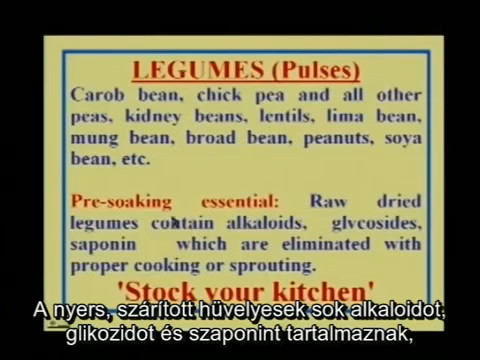 LEGUMES (Pulses)
Carob bean, chick pea and all other
peas, kidney beans, lentils, lima bean,
mung bean, broad bean, peanuts, soya
bean, etc.
Pre-soaking essential: Raw dried
legumes contain alkaloids, glycosides,
saponin which are eliminated with
proper cooking or sprouting.
'Stock your kitchen'
A nyers, szárított hüvelyesek sok alkaloidot,
glikozidot és szaponint tartalmaznak,